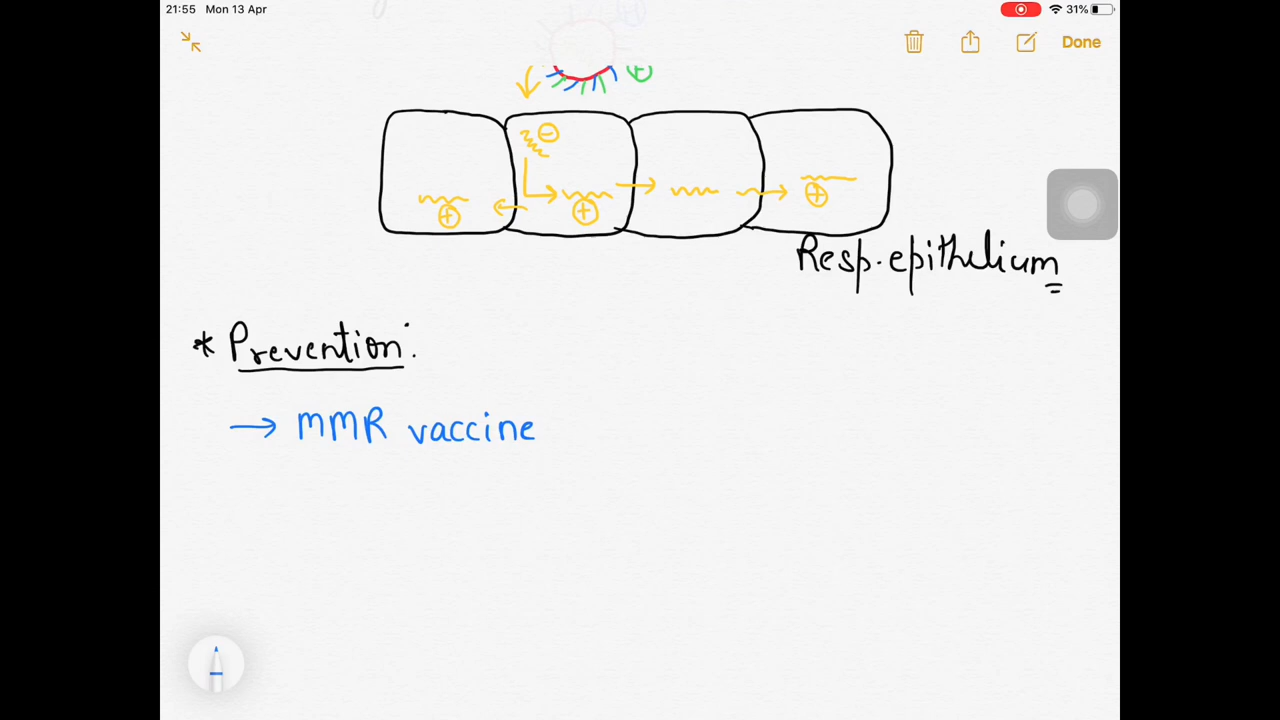 21:55 Mon 13 Apr
31%
Done
+
−
+
+
+
Resp. epithelium
* Prevention:
→ MMR vaccine